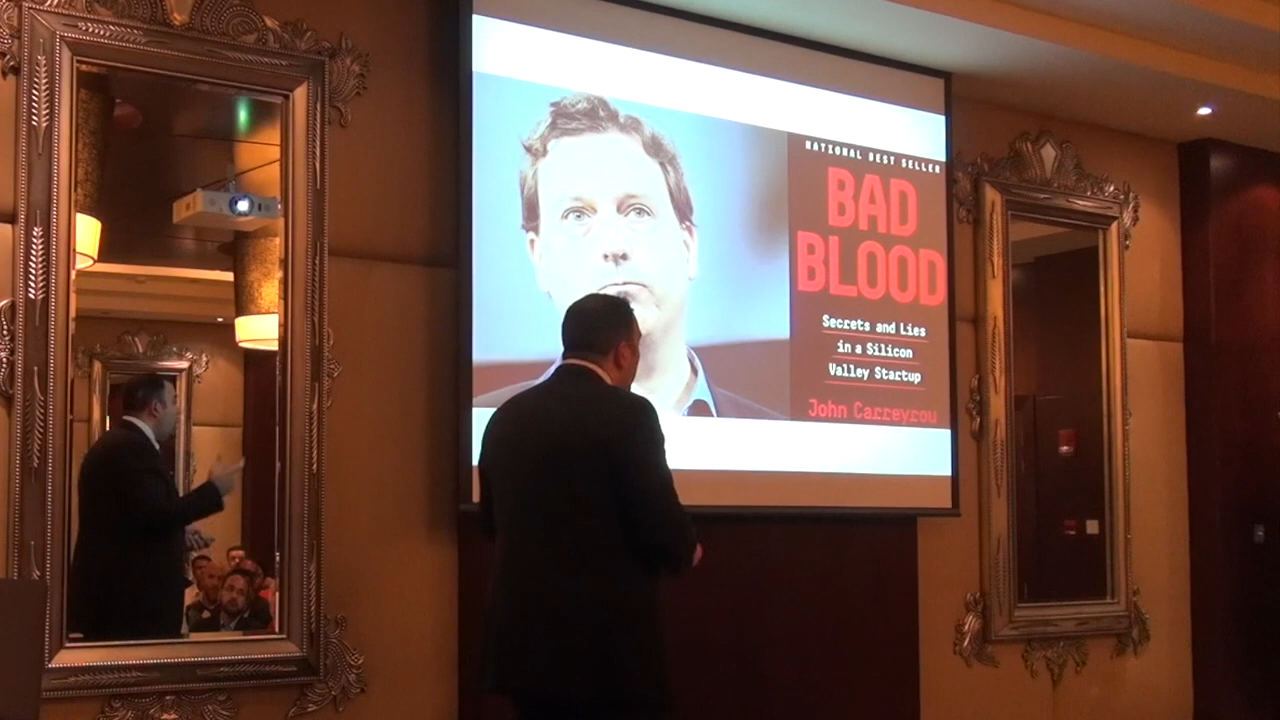 NATIONAL BEST SELLER
BAD
BLOOD
Secrets and Lies
in a Silicon
Valley Startup
John Carreyrou